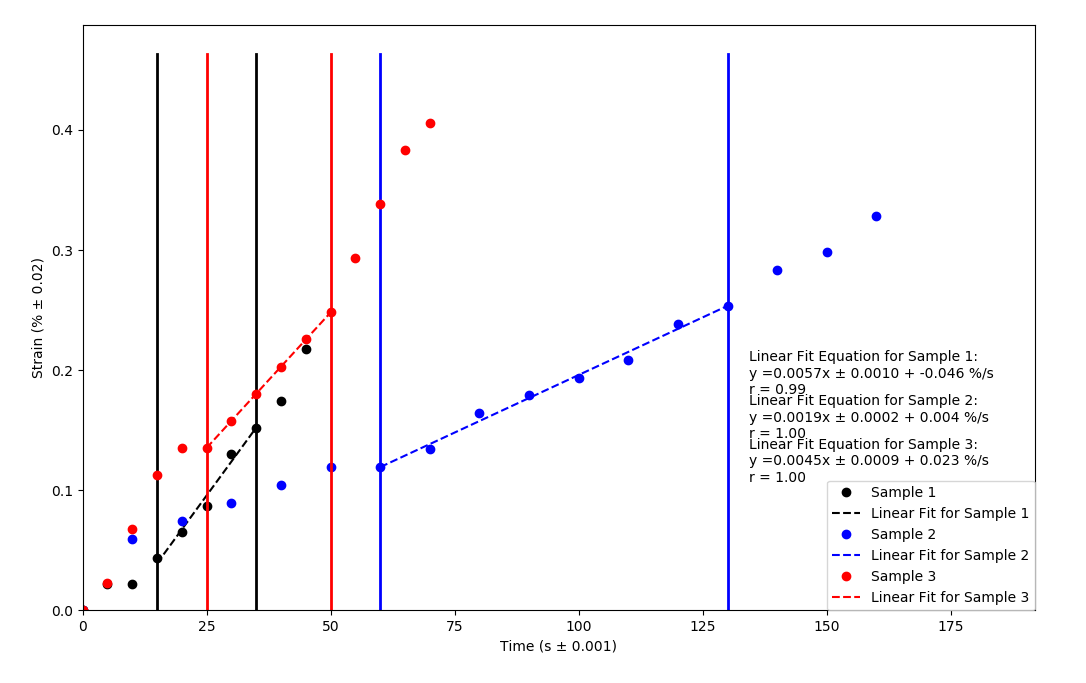 0.4
0.3
0.2
0.1
0.0
Strain (% ± 0.02)
0
25
50
75
100
125
150
175
Time (s ± 0.001)
Linear Fit Equation for Sample 1:
y =0.0057x ± 0.0010 + -0.046 %/s
r = 0.99
Linear Fit Equation for Sample 2:
y =0.0019x ± 0.0002 + 0.004 %/s
r = 1.00
Linear Fit Equation for Sample 3:
y =0.0045x ± 0.0009 + 0.023 %/s
r = 1.00
Sample 1
Linear Fit for Sample 1
Sample 2
Linear Fit for Sample 2
Sample 3
Linear Fit for Sample 3